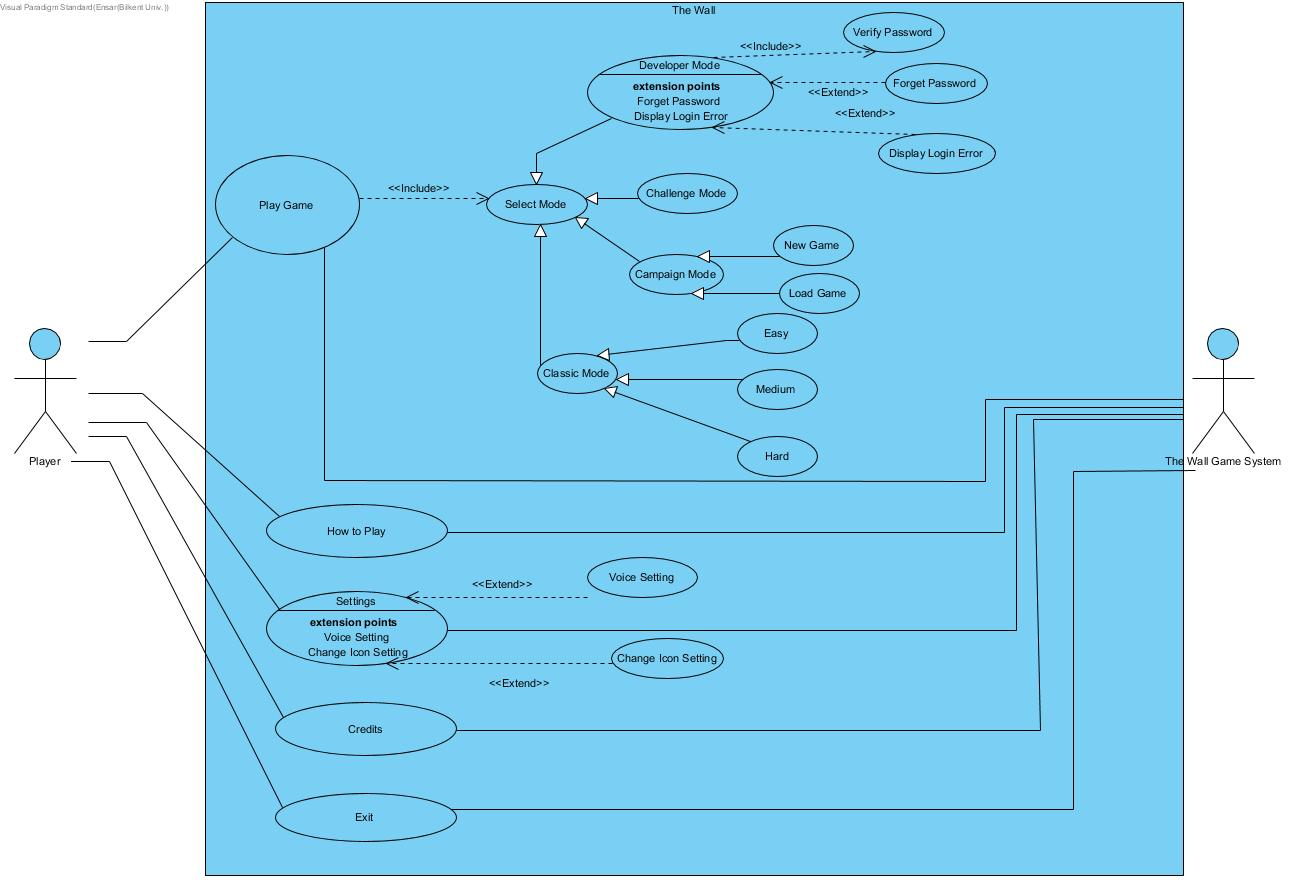 Visual Paradigm Standard(Ensar(Bilkent Univ.))
The Wall
Verify Password
<<Include>>
Developer Mode
extension points
Forget Password
Display Login Error
Forget Password
<<Extend>>
<<Extend>>
Display Login Error
Play Game
<<Include>>
Select Mode
Challenge Mode
New Game
Campaign Mode
Load Game
Easy
Classic Mode
Medium
Hard
Player
The Wall Game System
How to Play
Voice Setting
<<Extend>>
Settings
extension points
Voice Setting
Change Icon Setting
Change Icon Setting
<<Extend>>
Credits
Exit